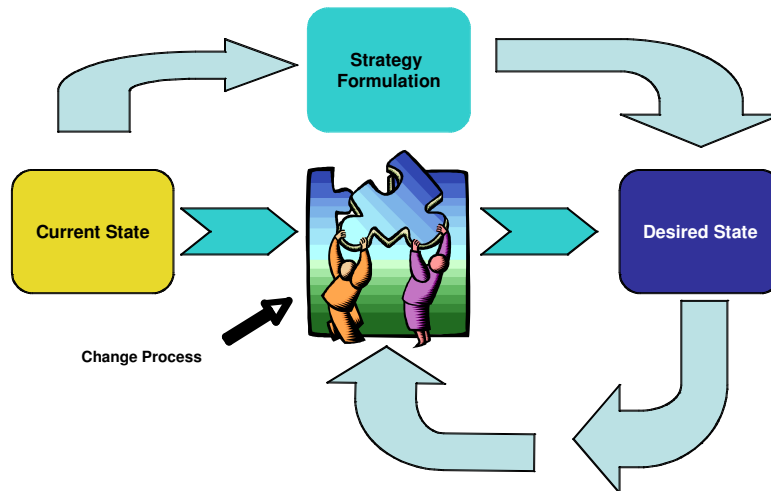 Strategy
Formulation
Current State
Desired State
Change Process